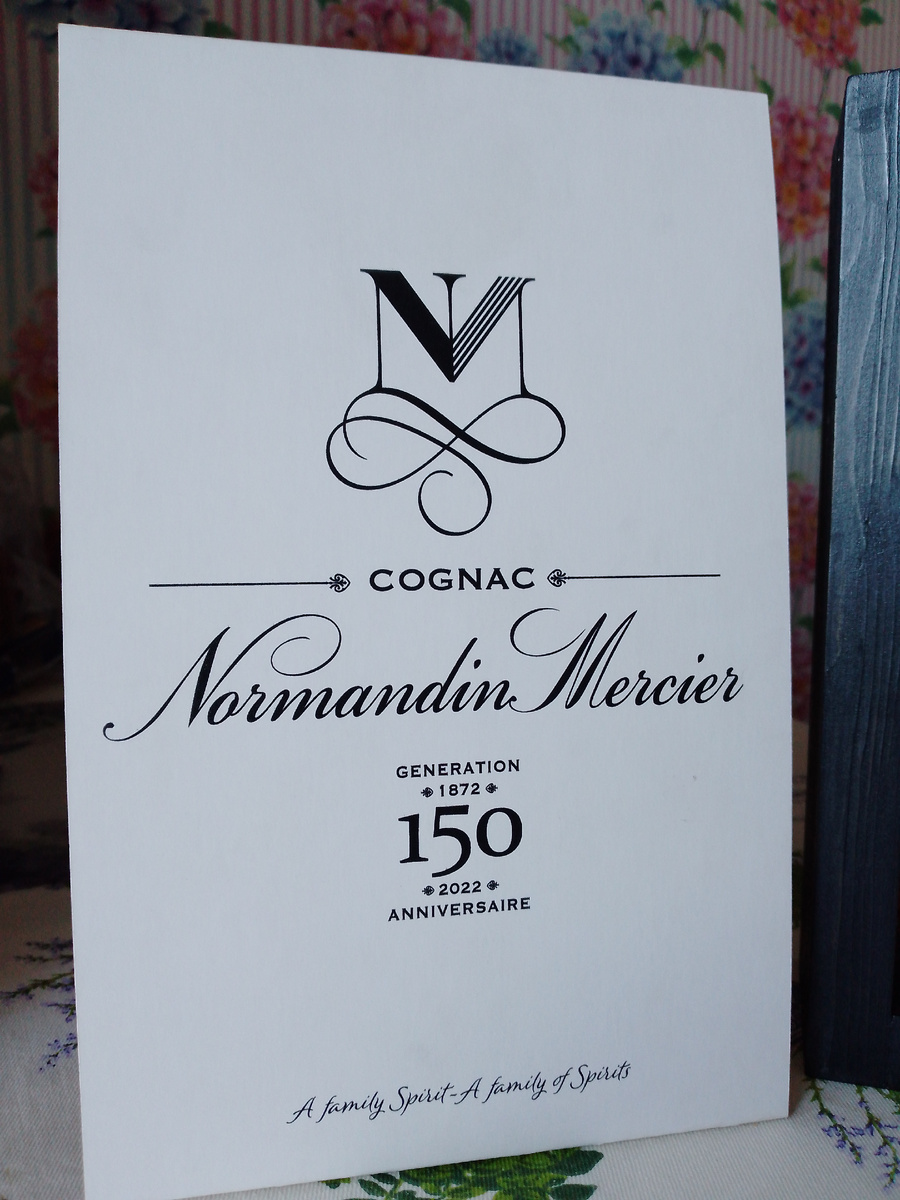 NM
COGNAC
Normandin Mercier
GENERATION
1872
150
2022
ANNIVERSAIRE
A family Spirit-A family of Spirits